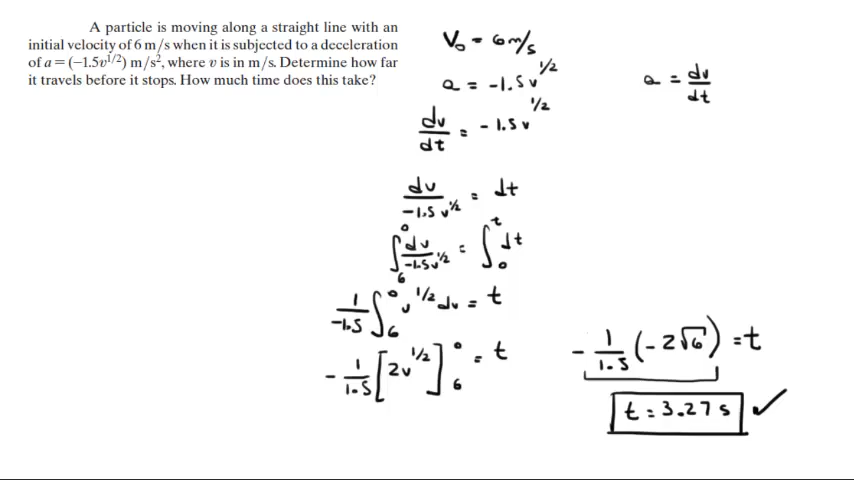 A particle is moving along a straight line with an
initial velocity of 6 m/s when it is subjected to a deceleration
of a = (−1.5v^1/2) m/s², where v is in m/s. Determine how far
it travels before it stops. How much time does this take?
V₀ = 6 m/s
a = -1.5v^1/2
a = dv/dt
dv/dt = -1.5v^1/2
dv/-1.5v^1/2 = dt
∫₆⁰ dv/-1.5v^1/2 = ∫₀ᵗ dt
1/-1.5 ∫₆⁰ v^1/2 dv = t
-1/1.5 [2v^1/2]₆⁰ = t
-1/1.5 (-2√6) = t
t = 3.27 s ✓